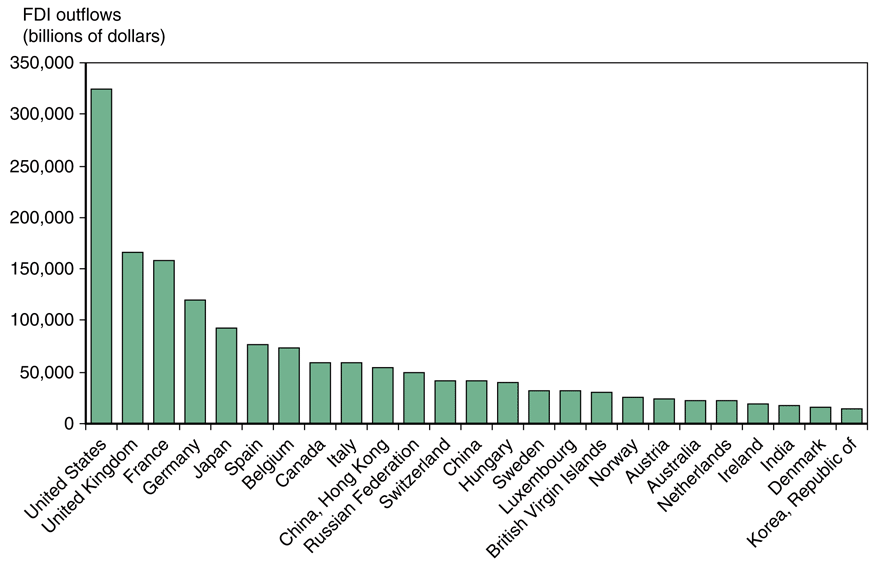 FDI outflows
(billions of dollars)
350,000
300,000
250,000
200,000
150,000
100,000
50,000
0
United States
United Kingdom
France
Germany
Japan
Spain
Belgium
Canada
Italy
China, Hong Kong
Russian Federation
Switzerland
China
Hungary
Sweden
Luxembourg
British Virgin Islands
Norway
Austria
Australia
Netherlands
Ireland
India
Denmark
Korea, Republic of